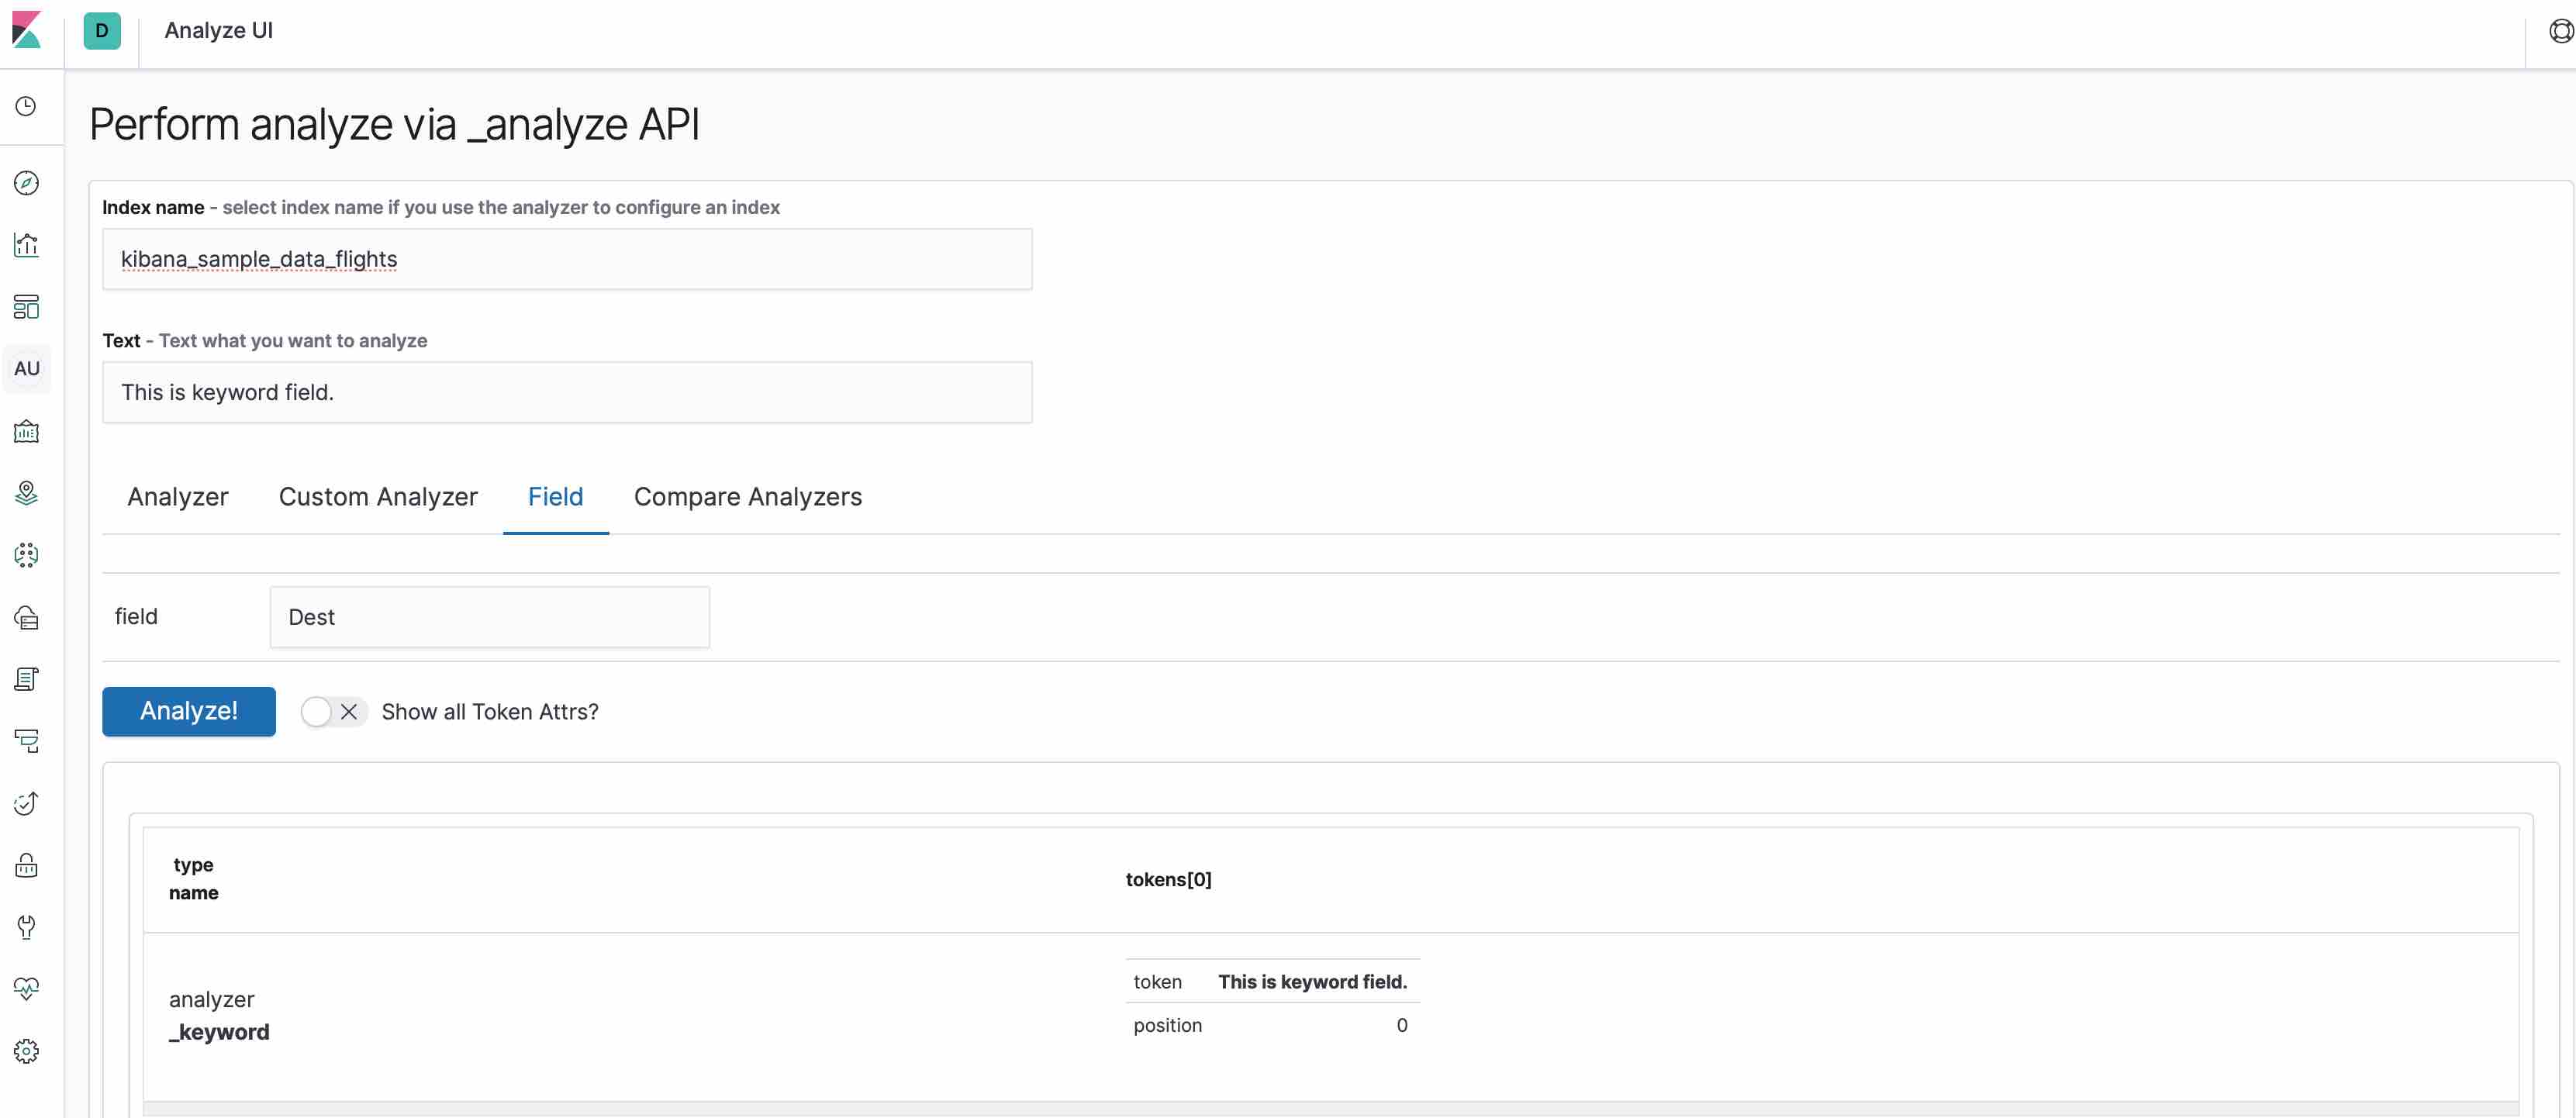 D
Analyze UI
Perform analyze via _analyze API
Index name - select index name if you use the analyzer to configure an index
kibana_sample_data_flights
Text - Text what you want to analyze
This is keyword field.
AU
Analyzer Custom Analyzer Field Compare Analyzers
field Dest
Analyze! Show all Token Attrs?
type
name
tokens[0]
token This is keyword field.
analyzer
_keyword
position 0